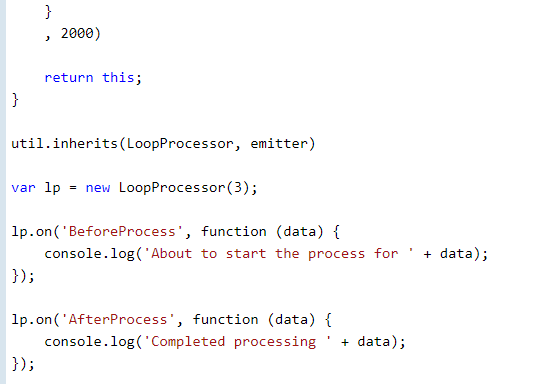 }
    , 2000)

    return this;
}

util.inherits(LoopProcessor, emitter)

var lp = new LoopProcessor(3);

lp.on('BeforeProcess', function (data) {
    console.log('About to start the process for ' + data);
});

lp.on('AfterProcess', function (data) {
    console.log('Completed processing ' + data);
});